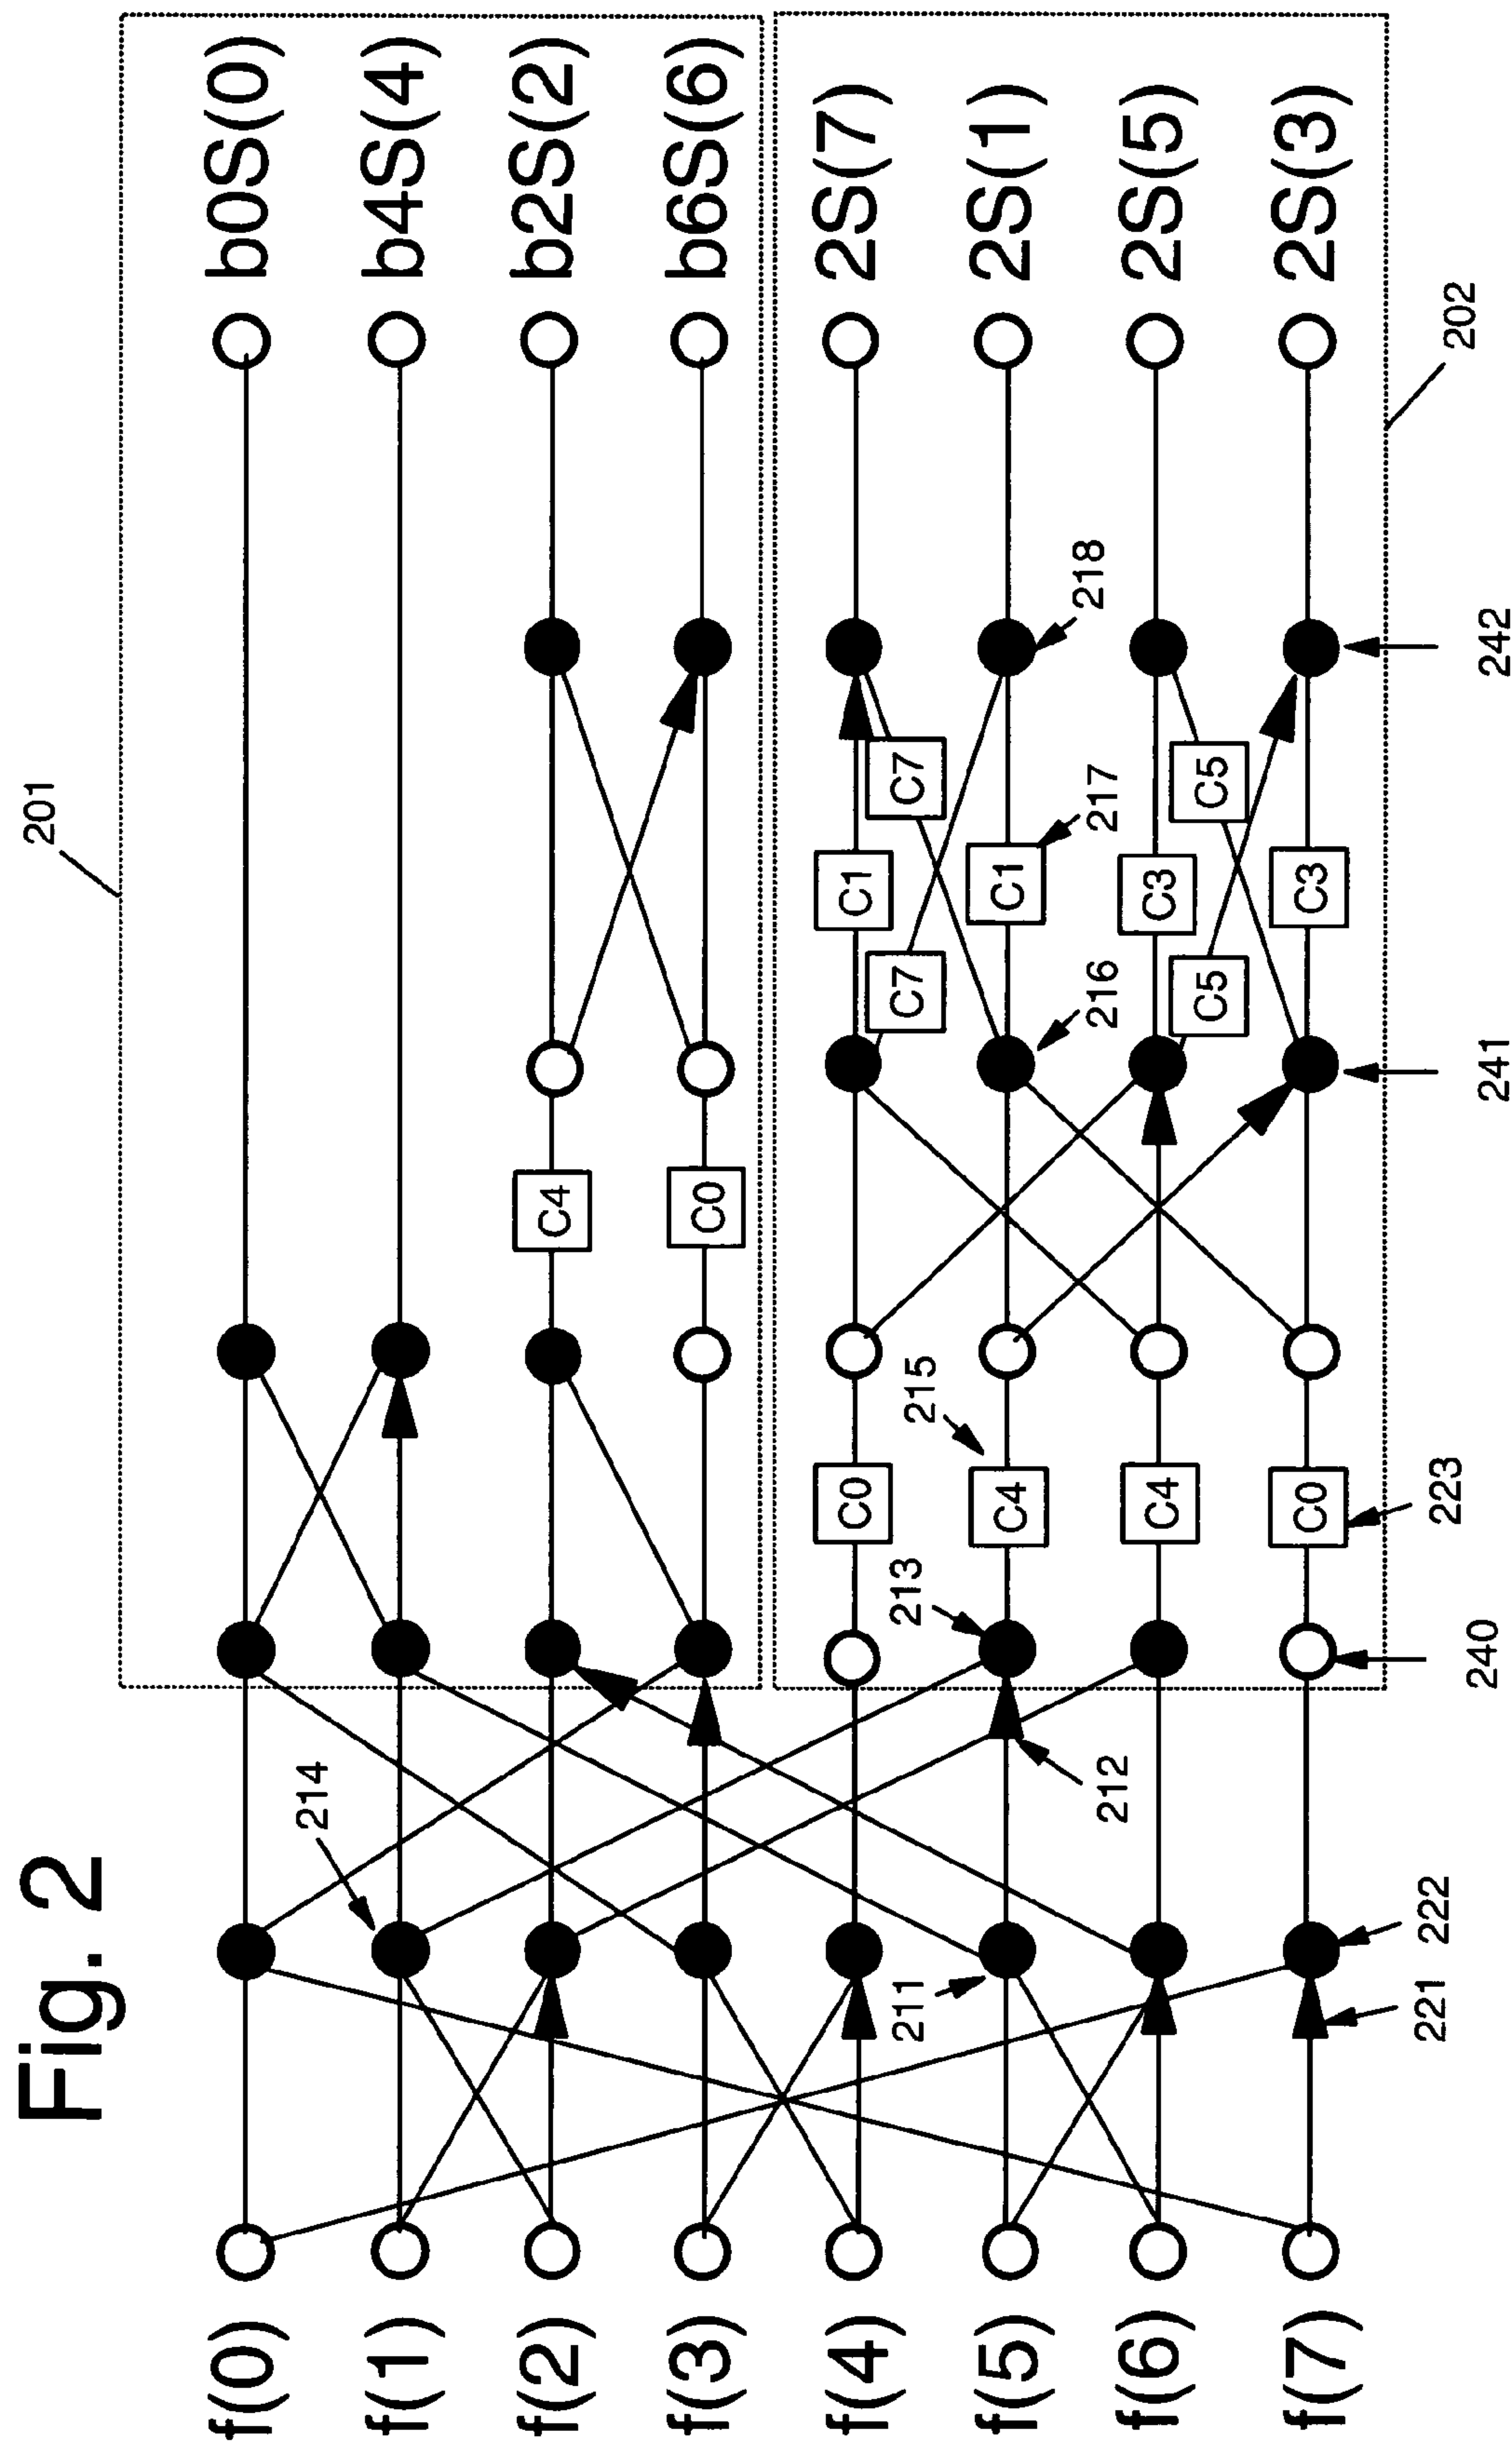 Fig. 2
201
f(0)
b0S(0)
214
f(1)
b4S(4)
f(2)
C4
b2S(2)
f(3)
C0
b6S(6)
f(4)
C0
C7
C1
C7
2S(7)
211
213
215
f(5)
C4
C1
2S(1)
212
216
217
218
f(6)
C4
C5
C3
C5
2S(5)
f(7)
C0
C3
2S(3)
221
222
223
240
241
242
202